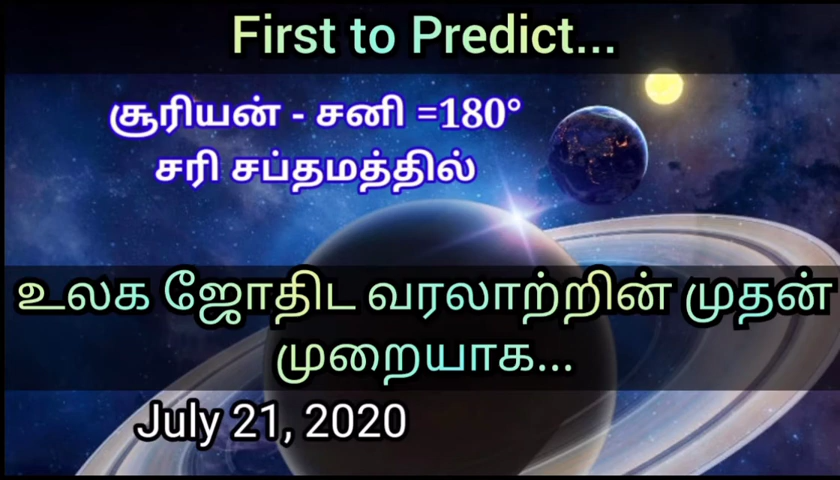 First to Predict...
சூரியன் - சனி =180°
சரி சப்தமத்தில்
உலக ஜோதிட வரலாற்றின் முதன்
முறையாக...
July 21, 2020